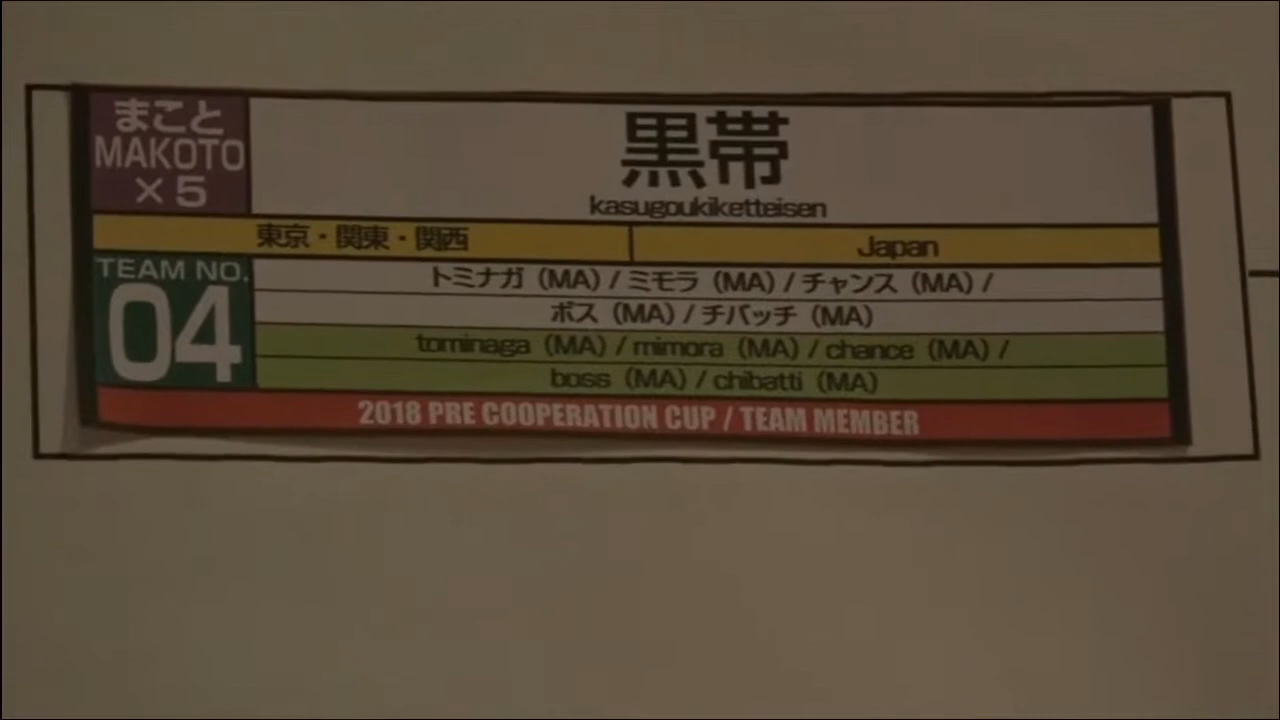 まこと
MAKOTO
×5
黒帯
kasugoukiketteisen
東京・関東・関西
Japan
TEAM NO.
04
トミナガ（MA）/ ミモラ（MA）/ チャンス（MA）/
ボス（MA）/ チバッチ（MA）
tominaga（MA）/ mimora（MA）/ chance（MA）/
boss（MA）/ chibatti（MA）
2018 PRE COOPERATION CUP / TEAM MEMBER